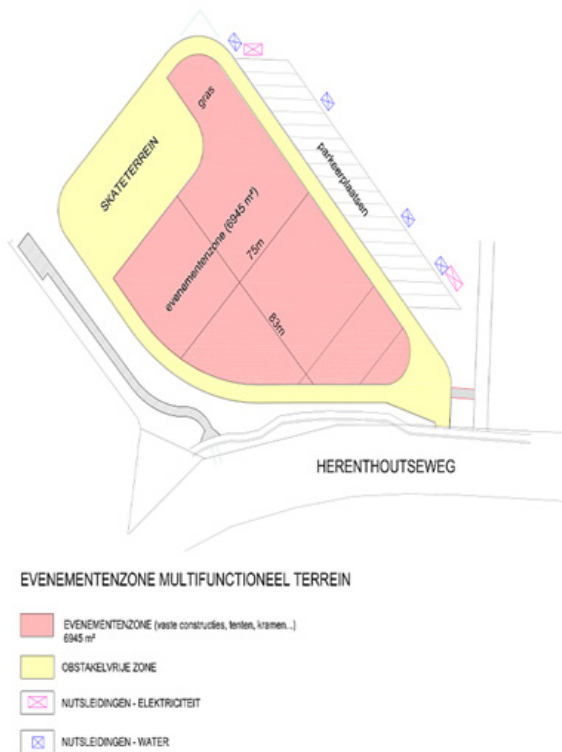 gras
SKATETERREIN
parkeerplaatsen
evenementenzone (6945 m²)
75m
83m
HERENTHOUTSEWEG
EVENEMENTENZONE MULTIFUNCTIONEEL TERREIN
EVENEMENTENZONE (vaste constructies, tenten, kramen...)
6945 m²
OBSTAKELVRIJE ZONE
NUTSLEIDINGEN - ELEKTRICITEIT
NUTSLEIDINGEN - WATER